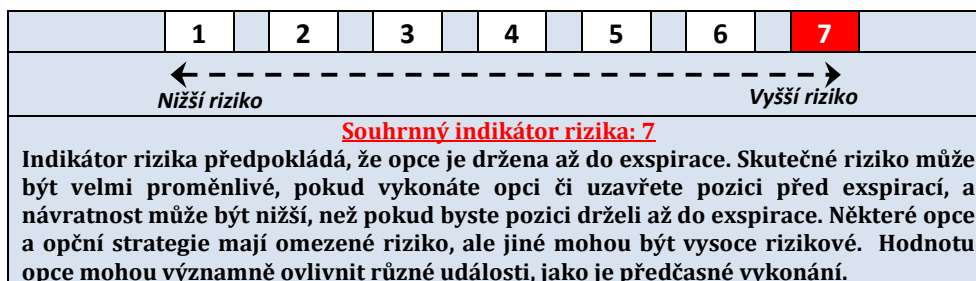 1 2 3 4 5 6 7
Nižší riziko Vyšší riziko
Souhrnný indikátor rizika: 7
Indikátor rizika předpokládá, že opce je držena až do exspirace. Skutečné riziko může
být velmi proměnlivé, pokud vykonáte opci či uzavřete pozici před exspirací, a
návratnost může být nižší, než pokud byste pozici drželi až do exspirace. Některé opce
a opční strategie mají omezené riziko, ale jiné mohou být vysoce rizikové. Hodnotu
opce mohou významně ovlivnit různé události, jako je předčasné vykonání.